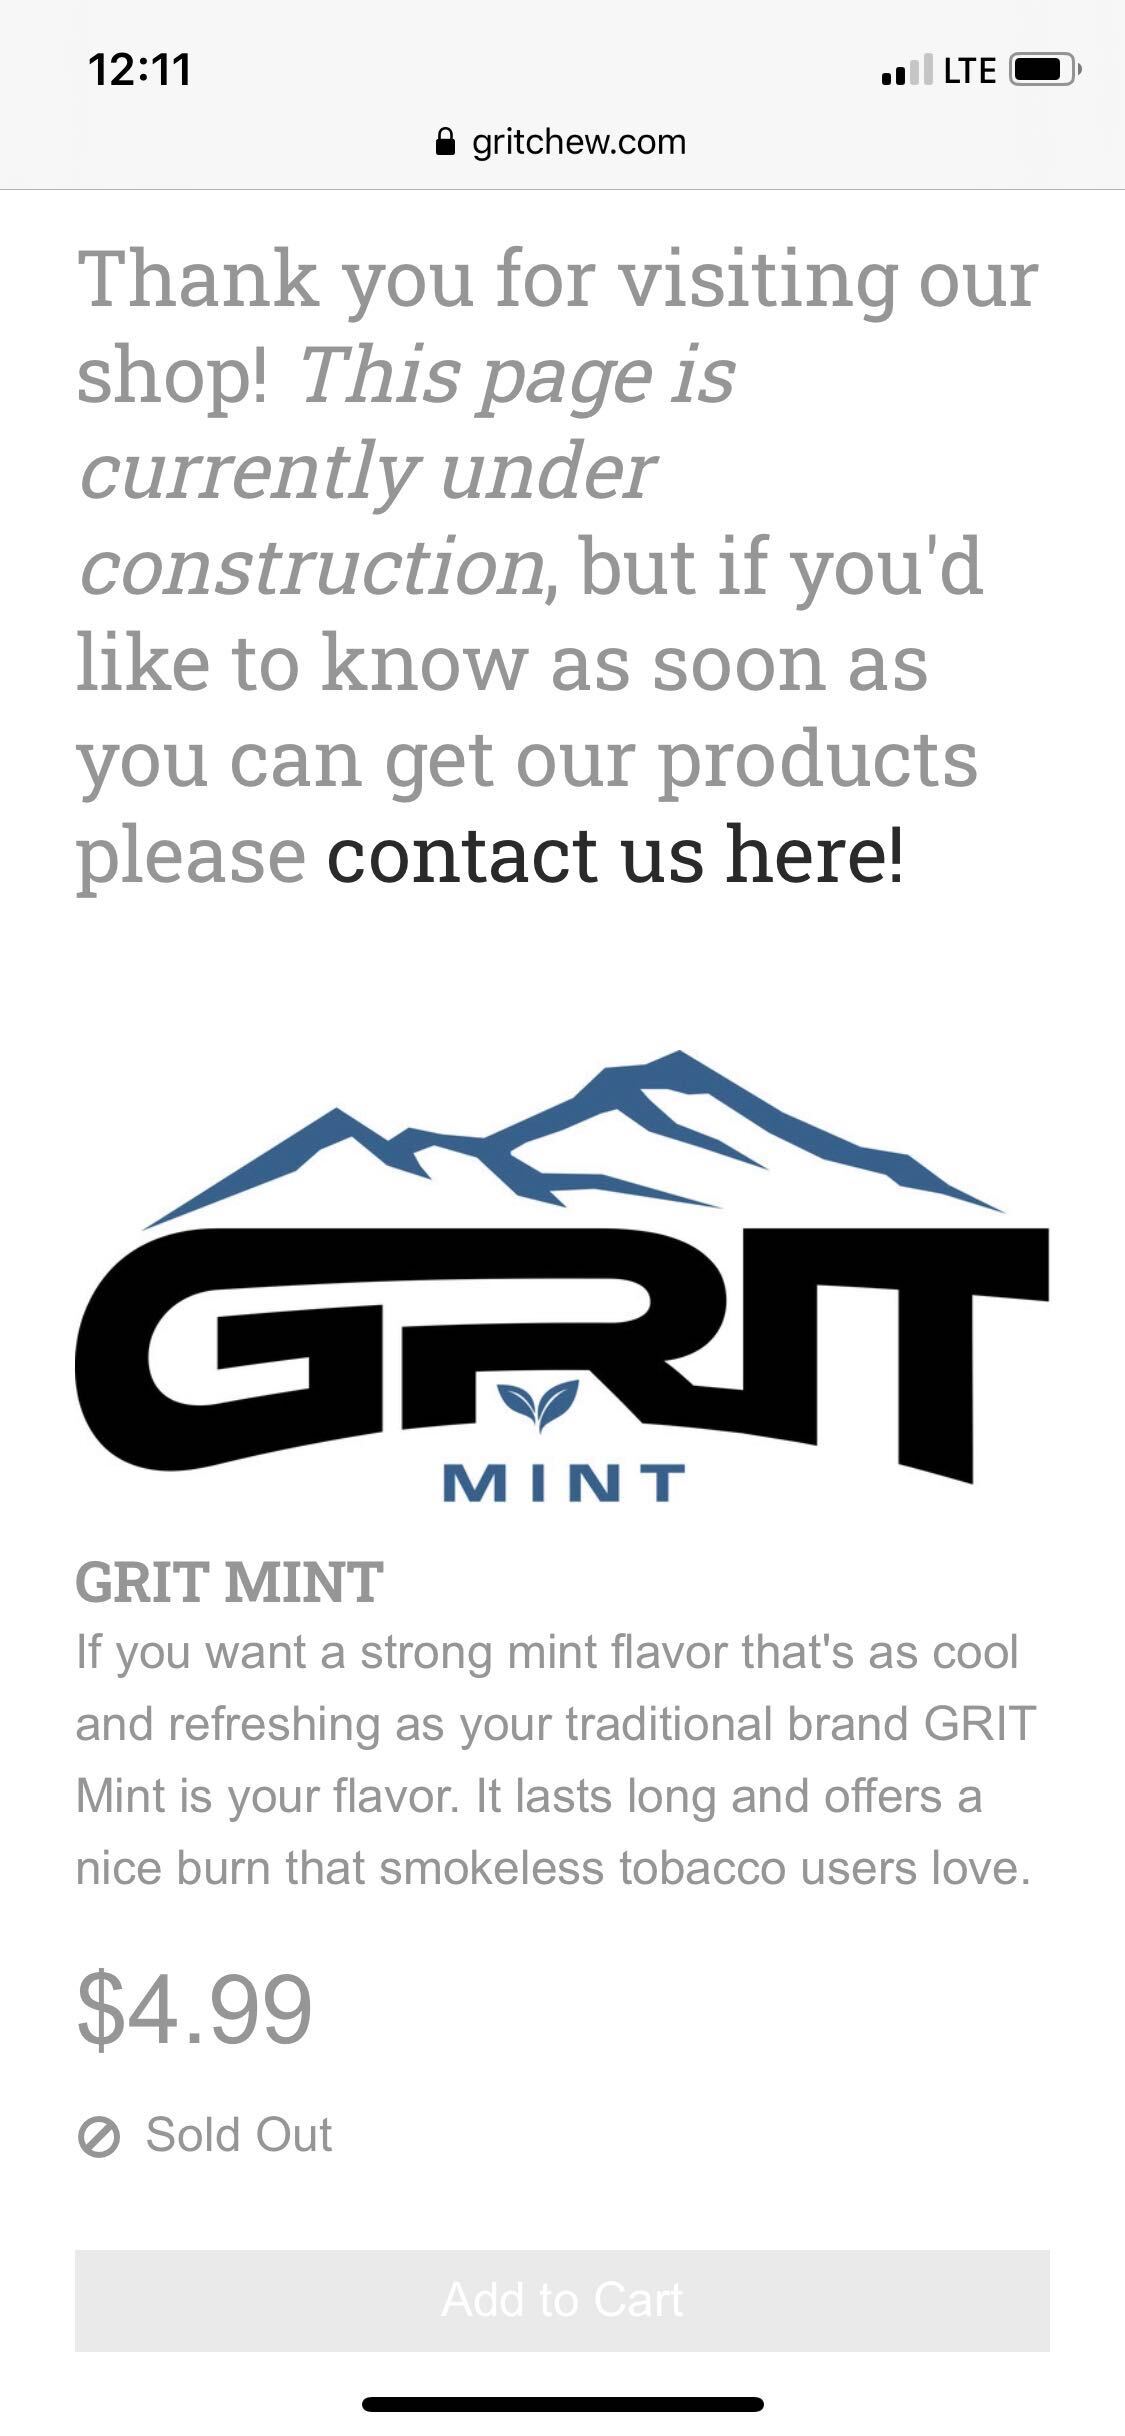 12:11 LTE
gritchew.com
Thank you for visiting our
shop! This page is
currently under
construction, but if you'd
like to know as soon as
you can get our products
please contact us here!
GRIT
MINT
GRIT MINT
If you want a strong mint flavor that's as cool
and refreshing as your traditional brand GRIT
Mint is your flavor. It lasts long and offers a
nice burn that smokeless tobacco users love.
$4.99
Sold Out
Add to Cart